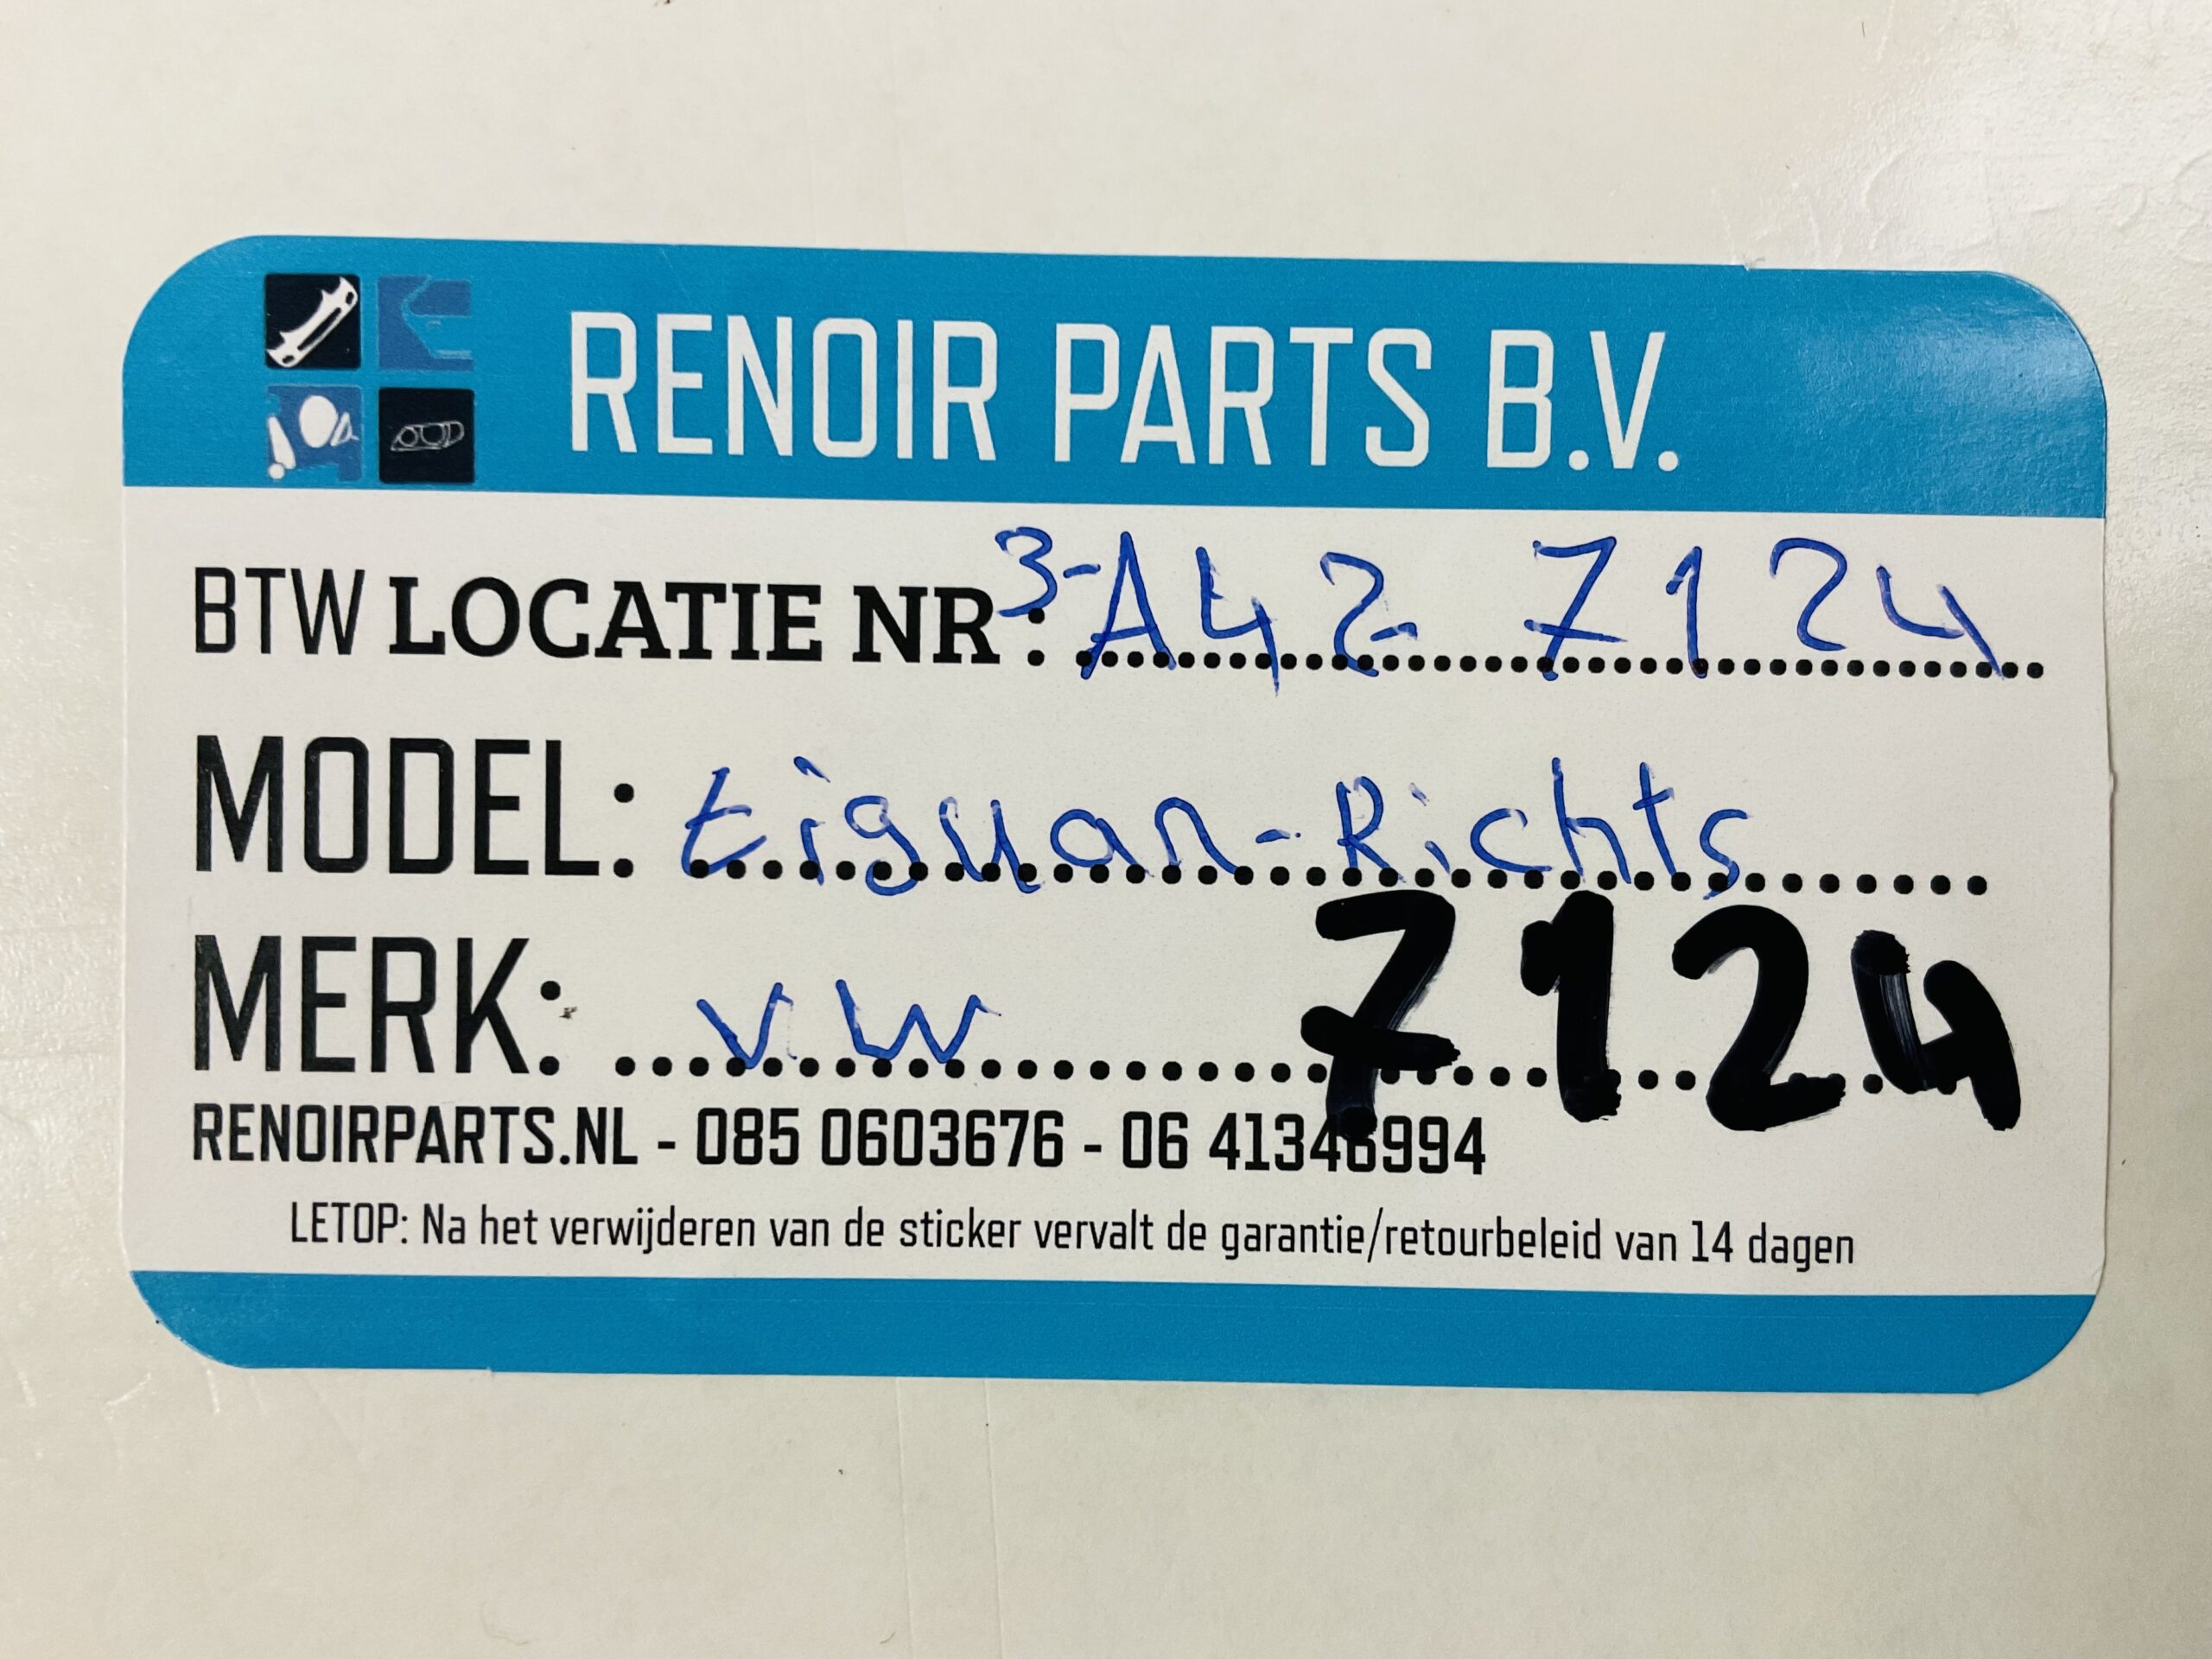 RENOIR PARTS B.V.
BTW LOCATIE NR: 3-A42 7124
MODEL: tiguan-Richts
MERK: VW 7124
RENOIRPARTS.NL - 085 0603676 - 06 41346994
LETOP: Na het verwijderen van de sticker vervalt de garantie/retourbeleid van 14 dagen